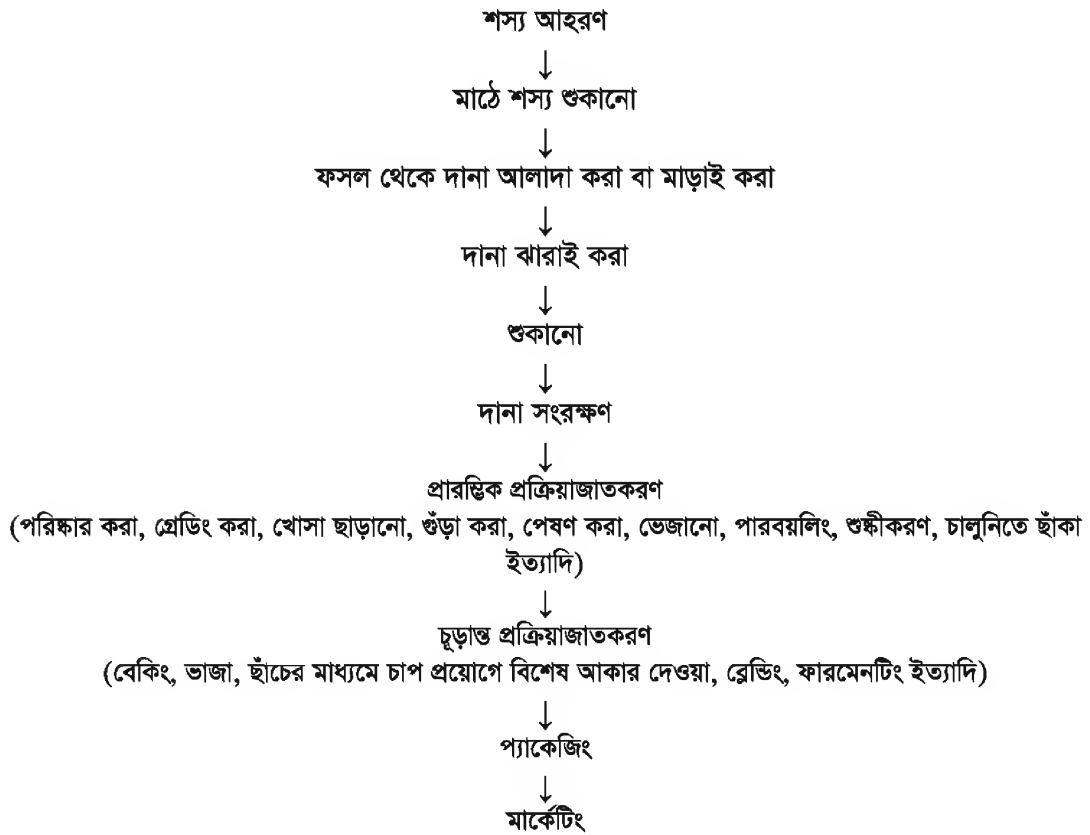 শস্য আহরণ
↓
মাঠে শস্য শুকানো
↓
ফসল থেকে দানা আলাদা করা বা মাড়াই করা
↓
দানা ঝারাই করা
↓
শুকানো
↓
দানা সংরক্ষণ
↓
প্রারম্ভিক প্রক্রিয়াজাতকরণ
(পরিষ্কার করা, গ্রেডিং করা, খোসা ছাড়ানো, গুঁড়া করা, পেষণ করা, ভেজানো, পারবয়লিং, শুষ্কীকরণ, চালুনিতে ছাঁকা
ইত্যাদি)
↓
চূড়ান্ত প্রক্রিয়াজাতকরণ
(বেকিং, ভাজা, ছাঁচের মাধ্যমে চাপ প্রয়োগে বিশেষ আকার দেওয়া, ব্লেন্ডিং, ফারমেনটিং ইত্যাদি)
↓
প্যাকেজিং
↓
মার্কেটিং